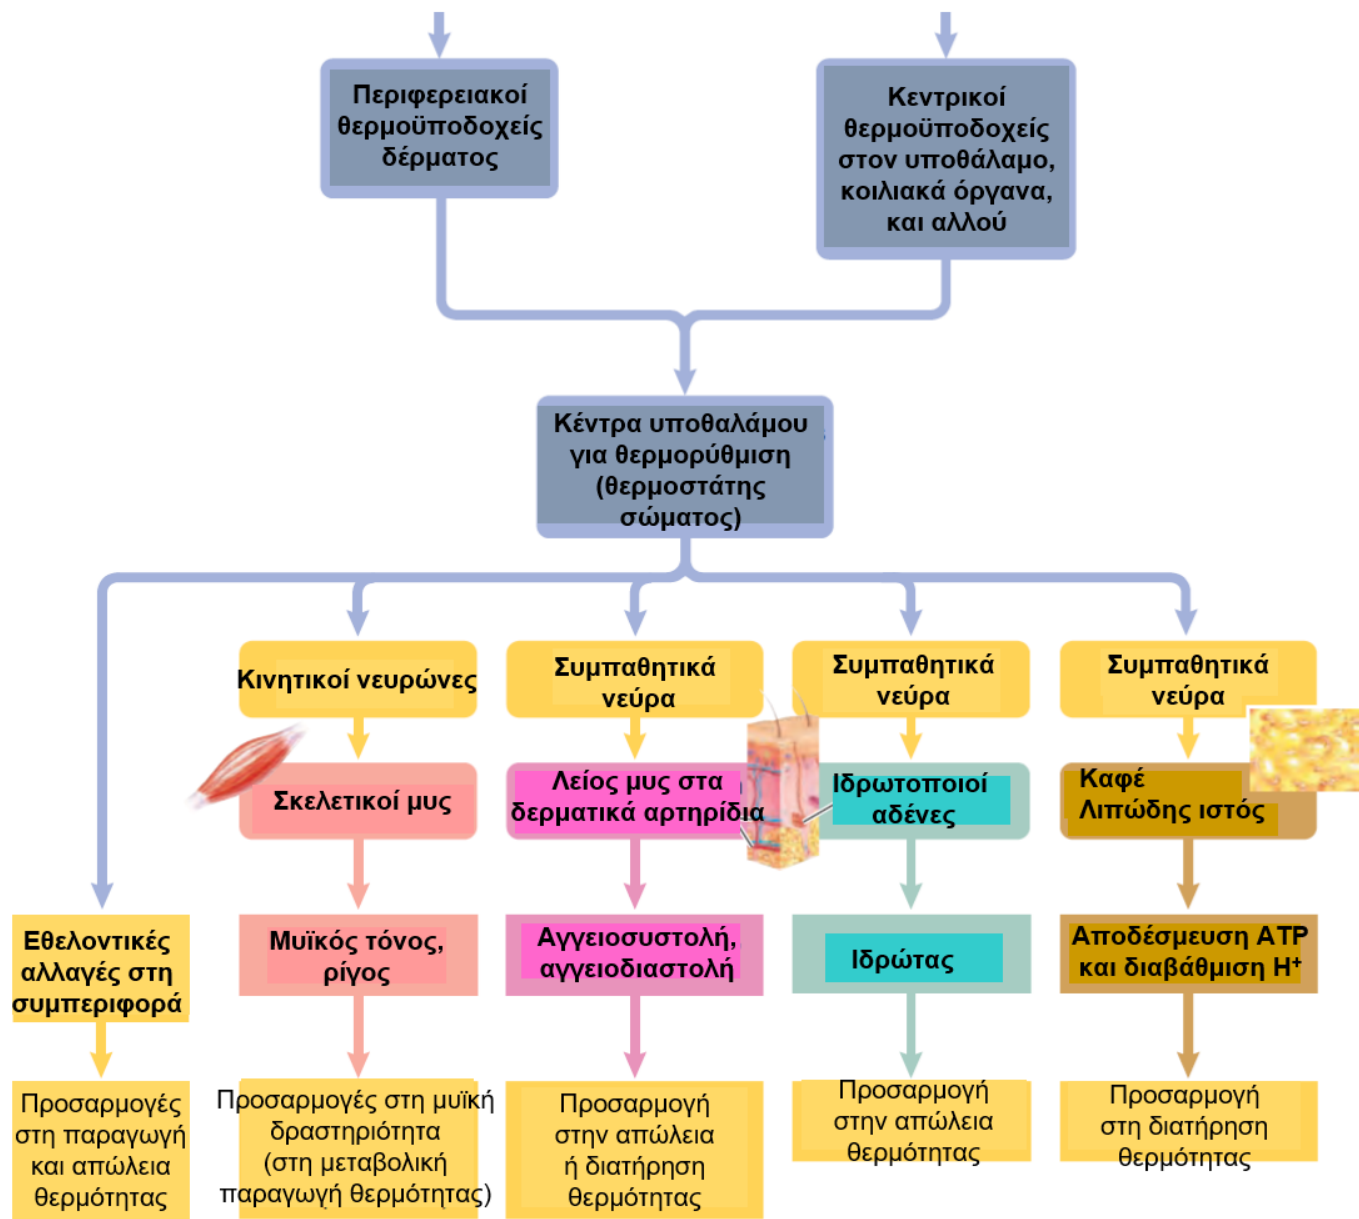 Περιφερειακοί
θερμοϋποδοχείς
δέρματος
Κεντρικοί
θερμοϋποδοχείς
στον υποθάλαμο,
κοιλιακά όργανα,
και αλλού
Κέντρα υποθαλάμου
για θερμορύθμιση
(θερμοστάτης
σώματος)
Κινητικοί νευρώνες
Συμπαθητικά
νεύρα
Συμπαθητικά
νεύρα
Συμπαθητικά
νεύρα
Σκελετικοί μυς
Λείος μυς στα
δερματικά αρτηρίδια
Ιδρωτοποιοί
αδένες
Καφέ
Λιπώδης ιστός
Εθελοντικές
αλλαγές στη
συμπεριφορά
Μυϊκός τόνος,
ρίγος
Αγγειοσυστολή,
αγγειοδιαστολή
Ιδρώτας
Αποδέσμευση ATP
και διαβάθμιση H⁺
Προσαρμογές
στη παραγωγή
και απώλεια
θερμότητας
Προσαρμογές στη μυϊκή
δραστηριότητα
(στη μεταβολική
παραγωγή θερμότητας)
Προσαρμογή
στην απώλεια
ή διατήρηση
θερμότητας
Προσαρμογή
στην απώλεια
θερμότητας
Προσαρμογή
στη διατήρηση
θερμότητας